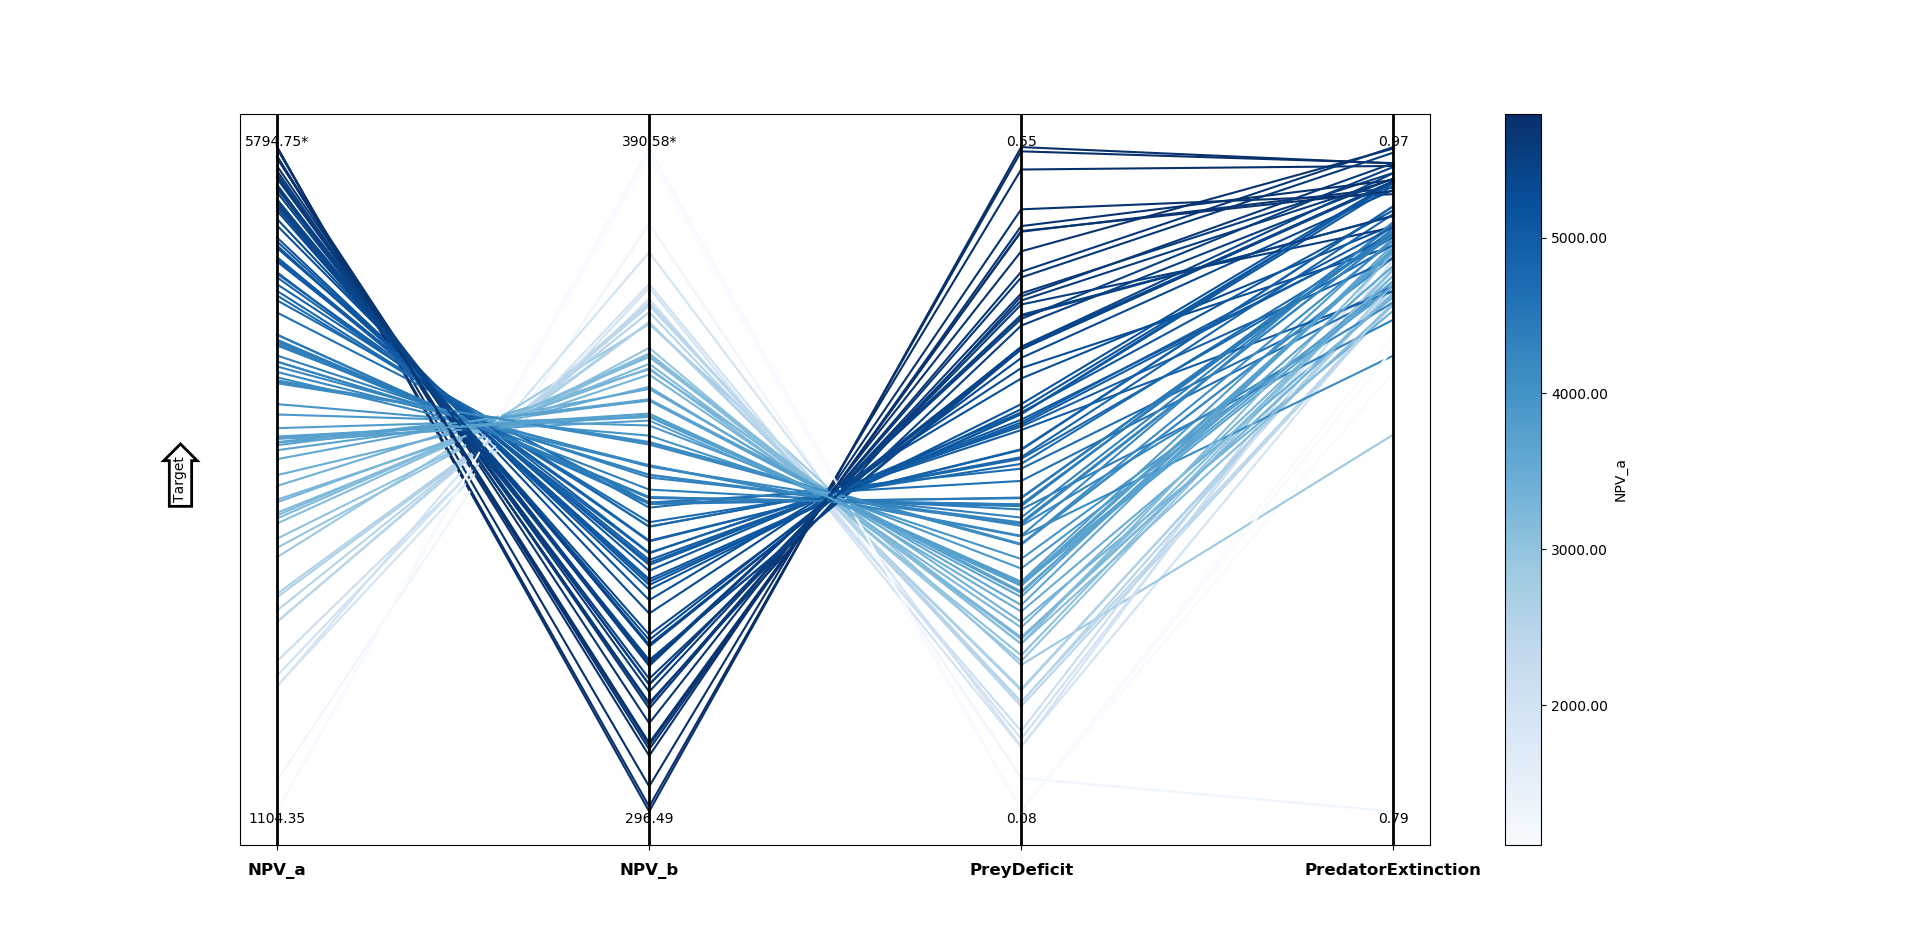 5794.75* 390.58* 0.55 0.97
Target
1104.35 296.49 0.08 0.79
NPV_a NPV_b PreyDeficit PredatorExtinction
5000.00
4000.00
3000.00
2000.00
NPV_a